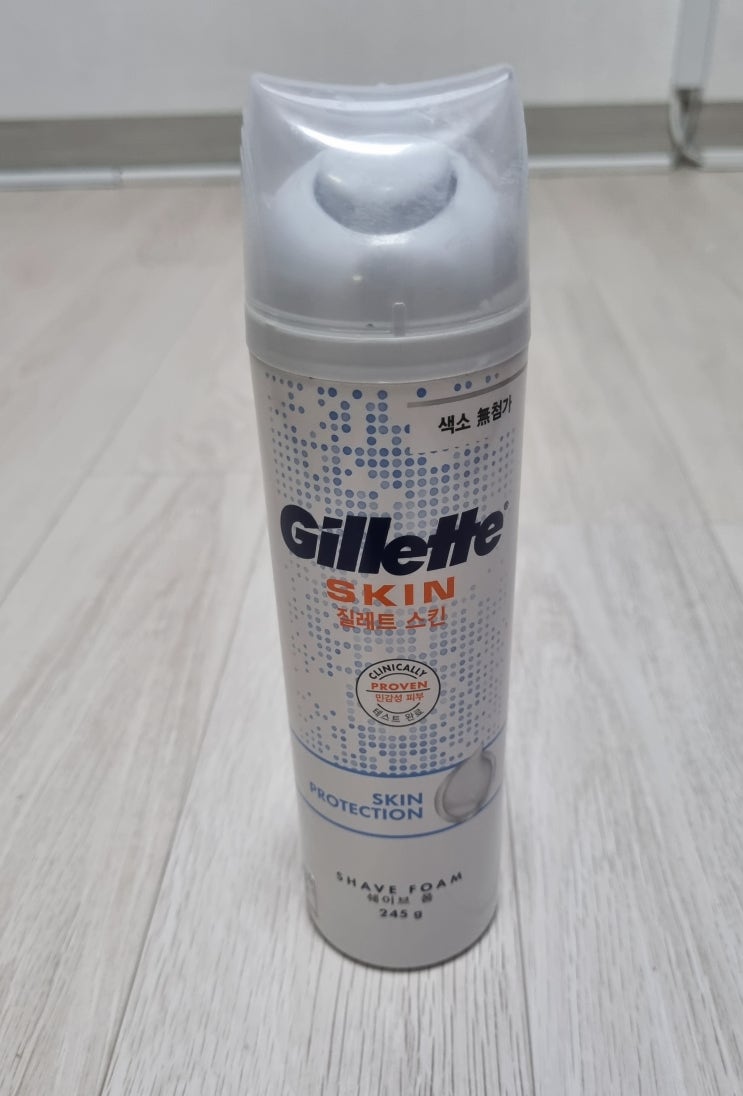 색소 無첨가
Gillette®
SKIN
질레트 스킨
CLINICALLY
PROVEN
민감성 피부
테스트 완료
SKIN
PROTECTION
SHAVE FOAM
쉐이브 폼
245 g